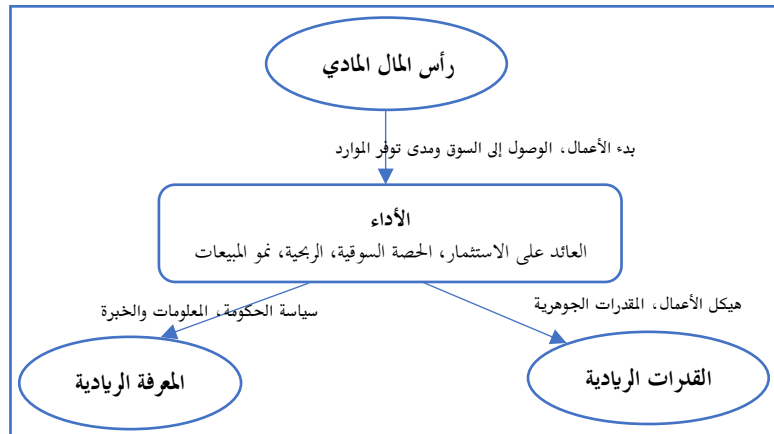 رأس المال المادي
بدء الأعمال، الوصول إلى السوق ومدى توفر الموارد
الأداء
العائد على الاستثمار، الحصة السوقية، الربحية، نمو المبيعات
هيكل الأعمال، المقدرات الجوهرية
سياسة الحكومة، المعلومات والخبرة
القدرات الريادية
المعرفة الريادية